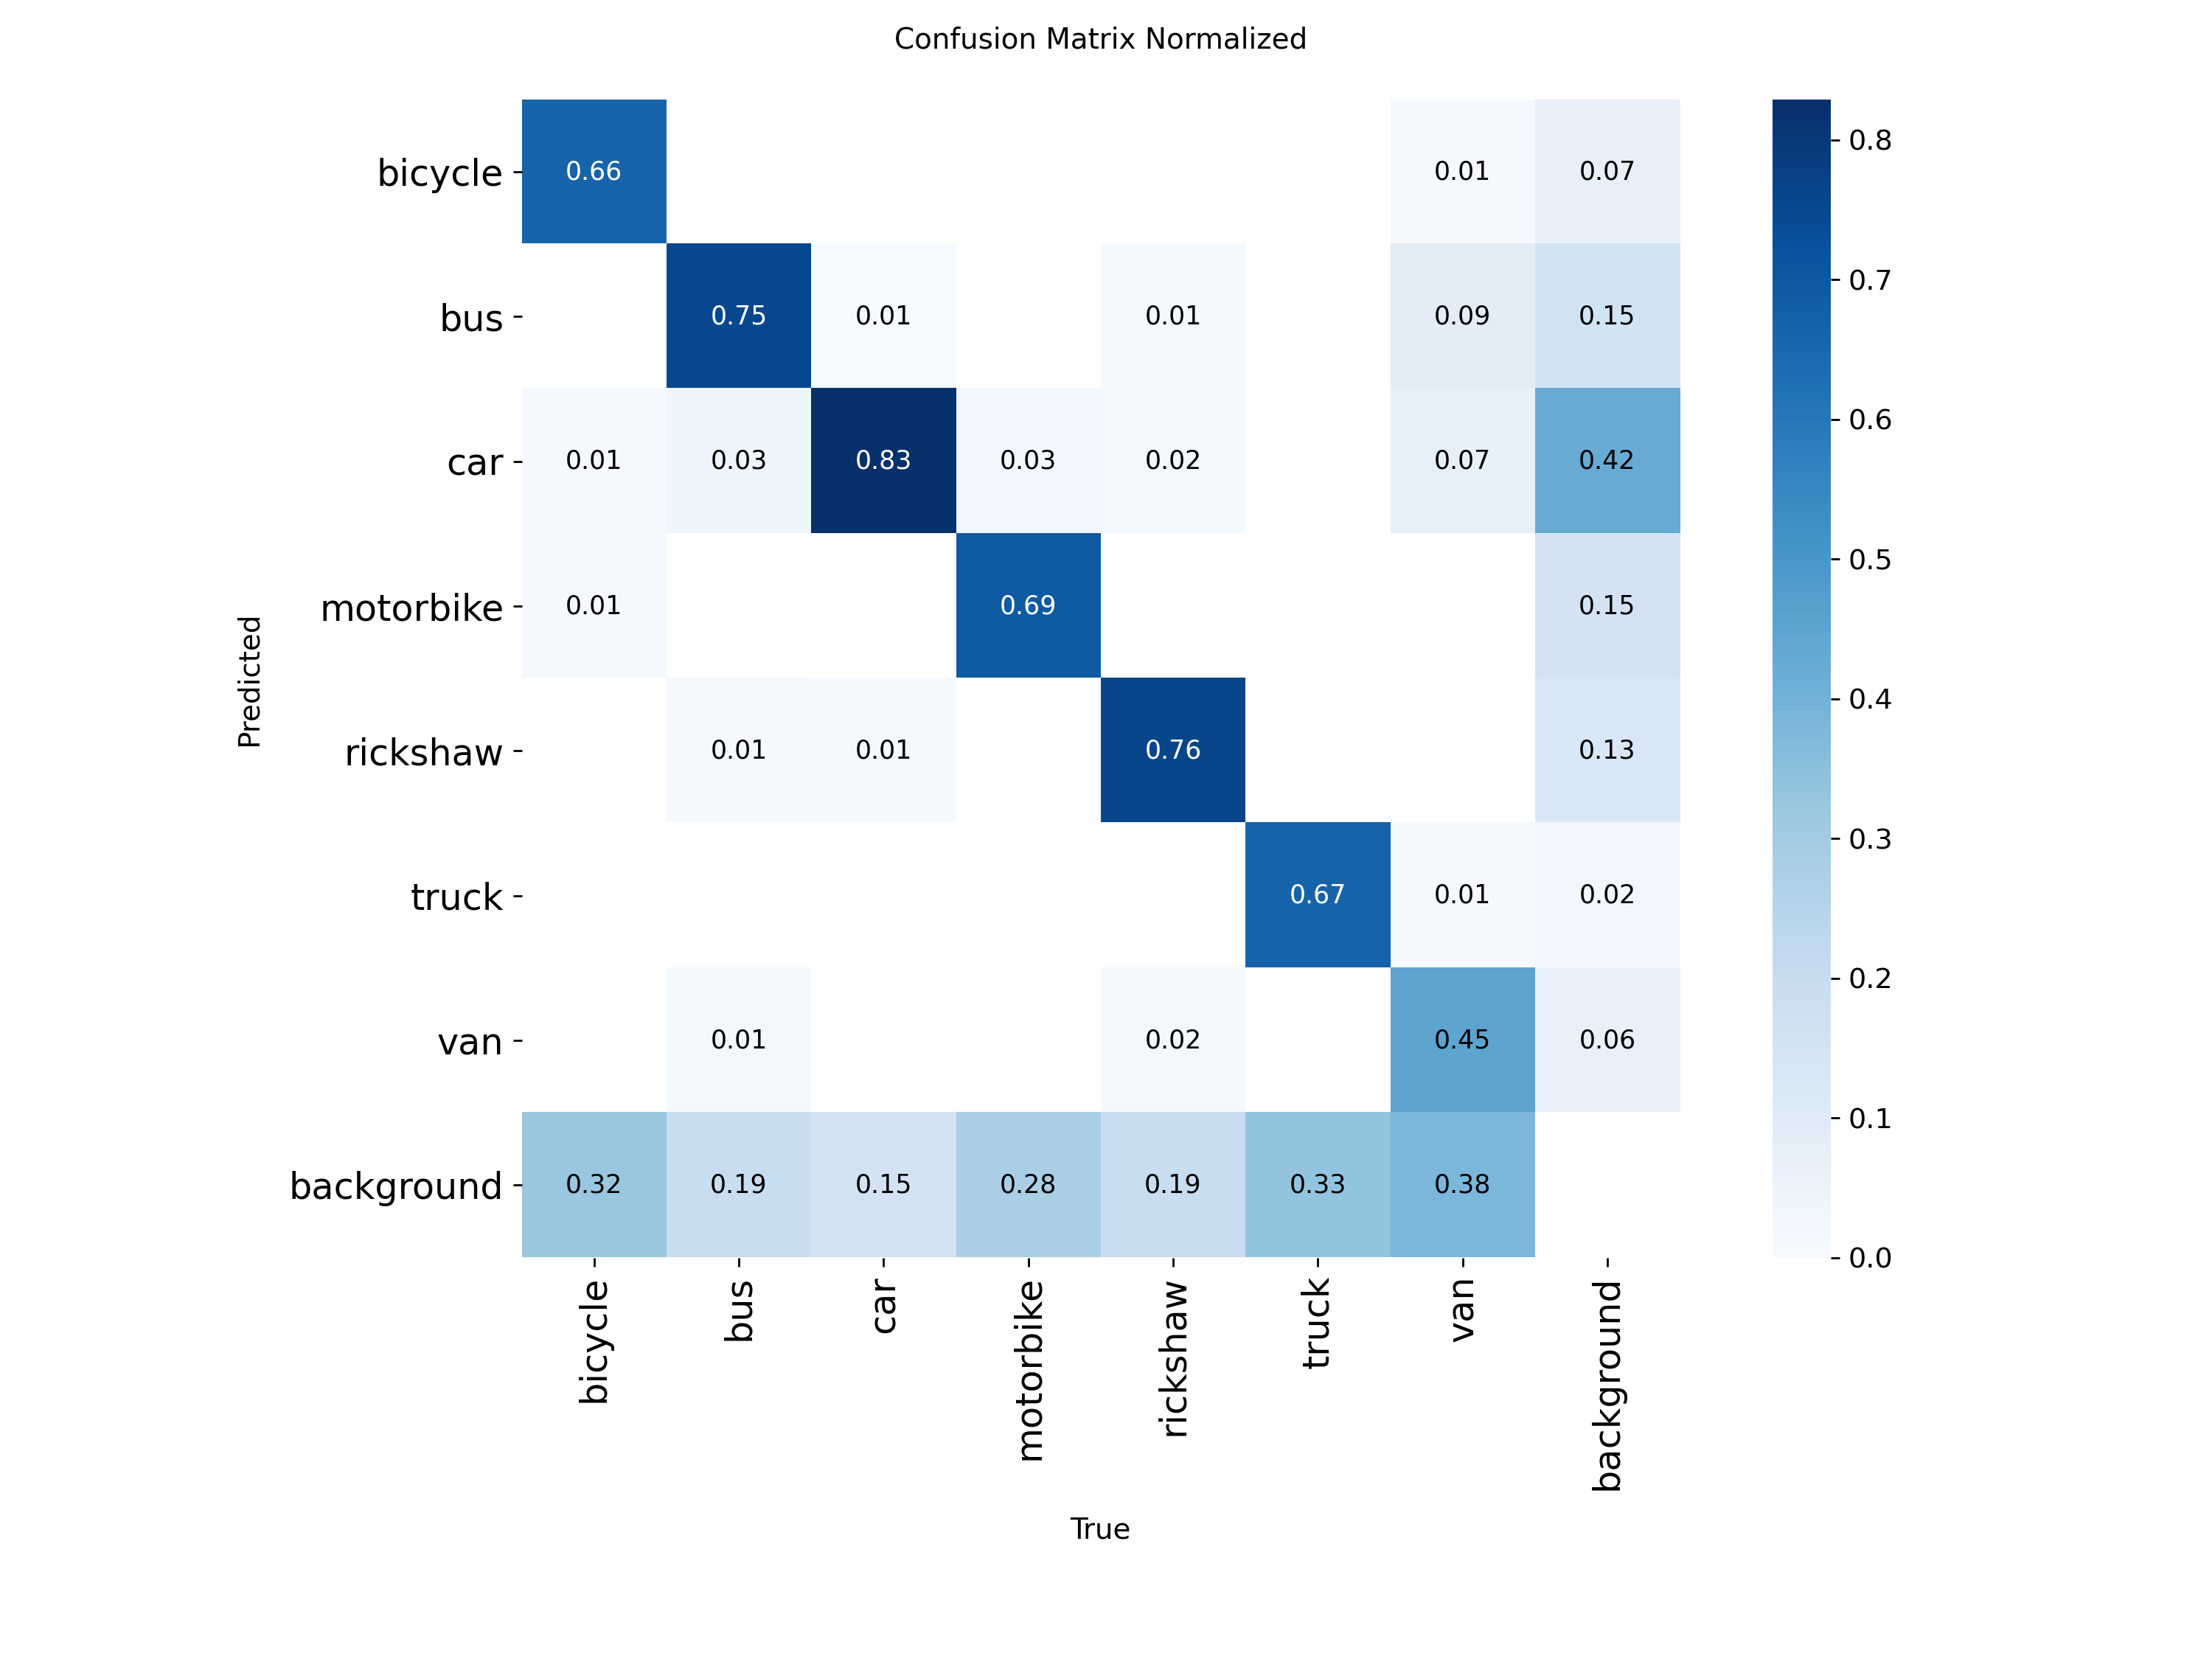 Confusion Matrix Normalized
bicycle 0.66 0.01 0.07
bus 0.75 0.01 0.01 0.09 0.15
car 0.01 0.03 0.83 0.03 0.02 0.07 0.42
motorbike 0.01 0.69 0.15
rickshaw 0.01 0.01 0.76 0.13
truck 0.67 0.01 0.02
van 0.01 0.02 0.45 0.06
background 0.32 0.19 0.15 0.28 0.19 0.33 0.38
Predicted
bicycle bus car motorbike rickshaw truck van background
True
0.8
0.7
0.6
0.5
0.4
0.3
0.2
0.1
0.0